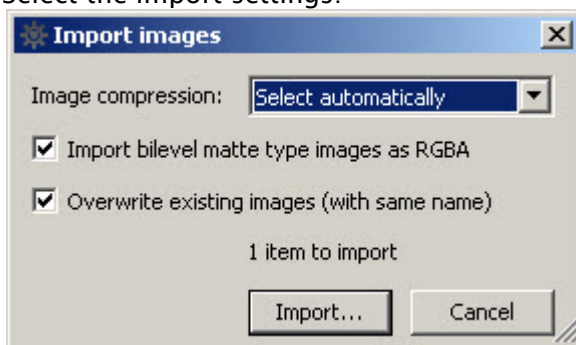 Select the import settings:
Import images
Image compression: Select automatically
Import bilevel matte type images as RGBA
Overwrite existing images (with same name)
1 item to import
Import... Cancel